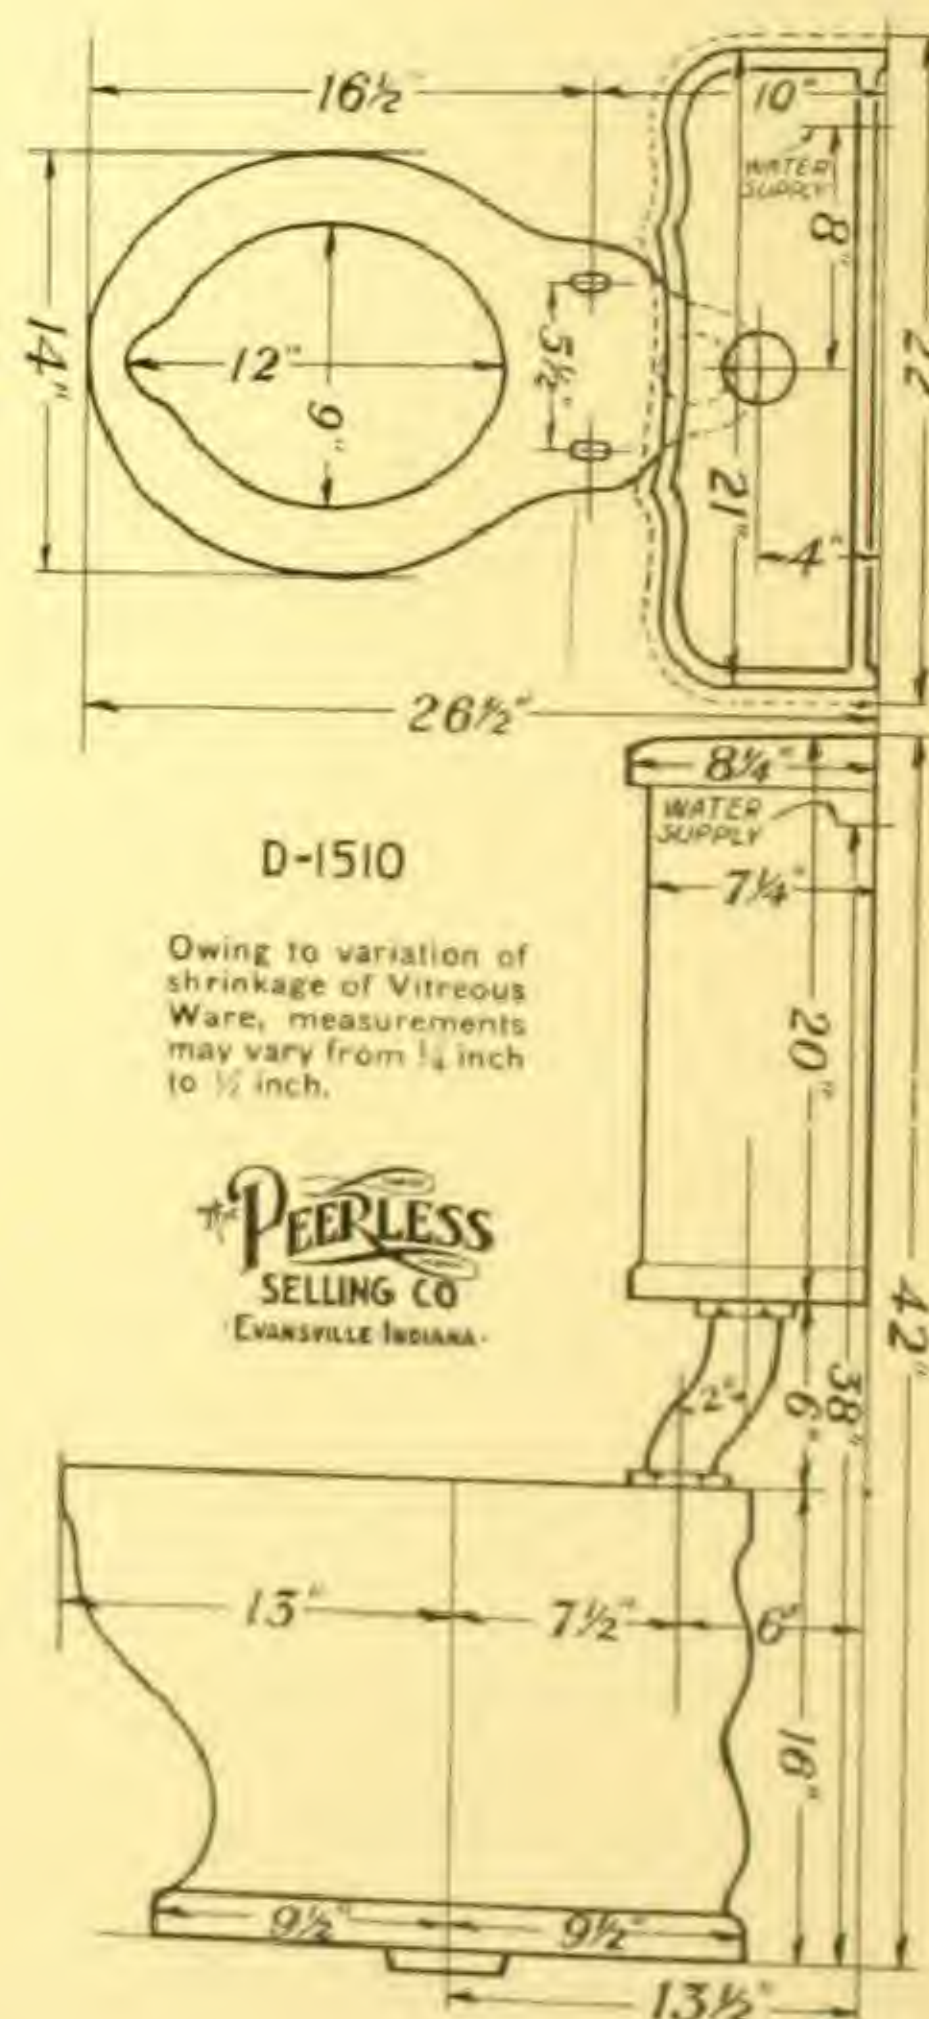 16½"
10"
WATER
SUPPLY
8"
22"
14"
12"
9"
5½"
21"
4"
26½"
8¼"
WATER
SUPPLY
7¼"
D-1510
Owing to variation of
shrinkage of Vitreous
Ware, measurements
may vary from ¼ inch
to ½ inch.
20"
The PEERLESS
SELLING CO
EVANSVILLE INDIANA
42"
38"
2"
6"
13"
7½"
6"
16"
9½"
9½"
13½"